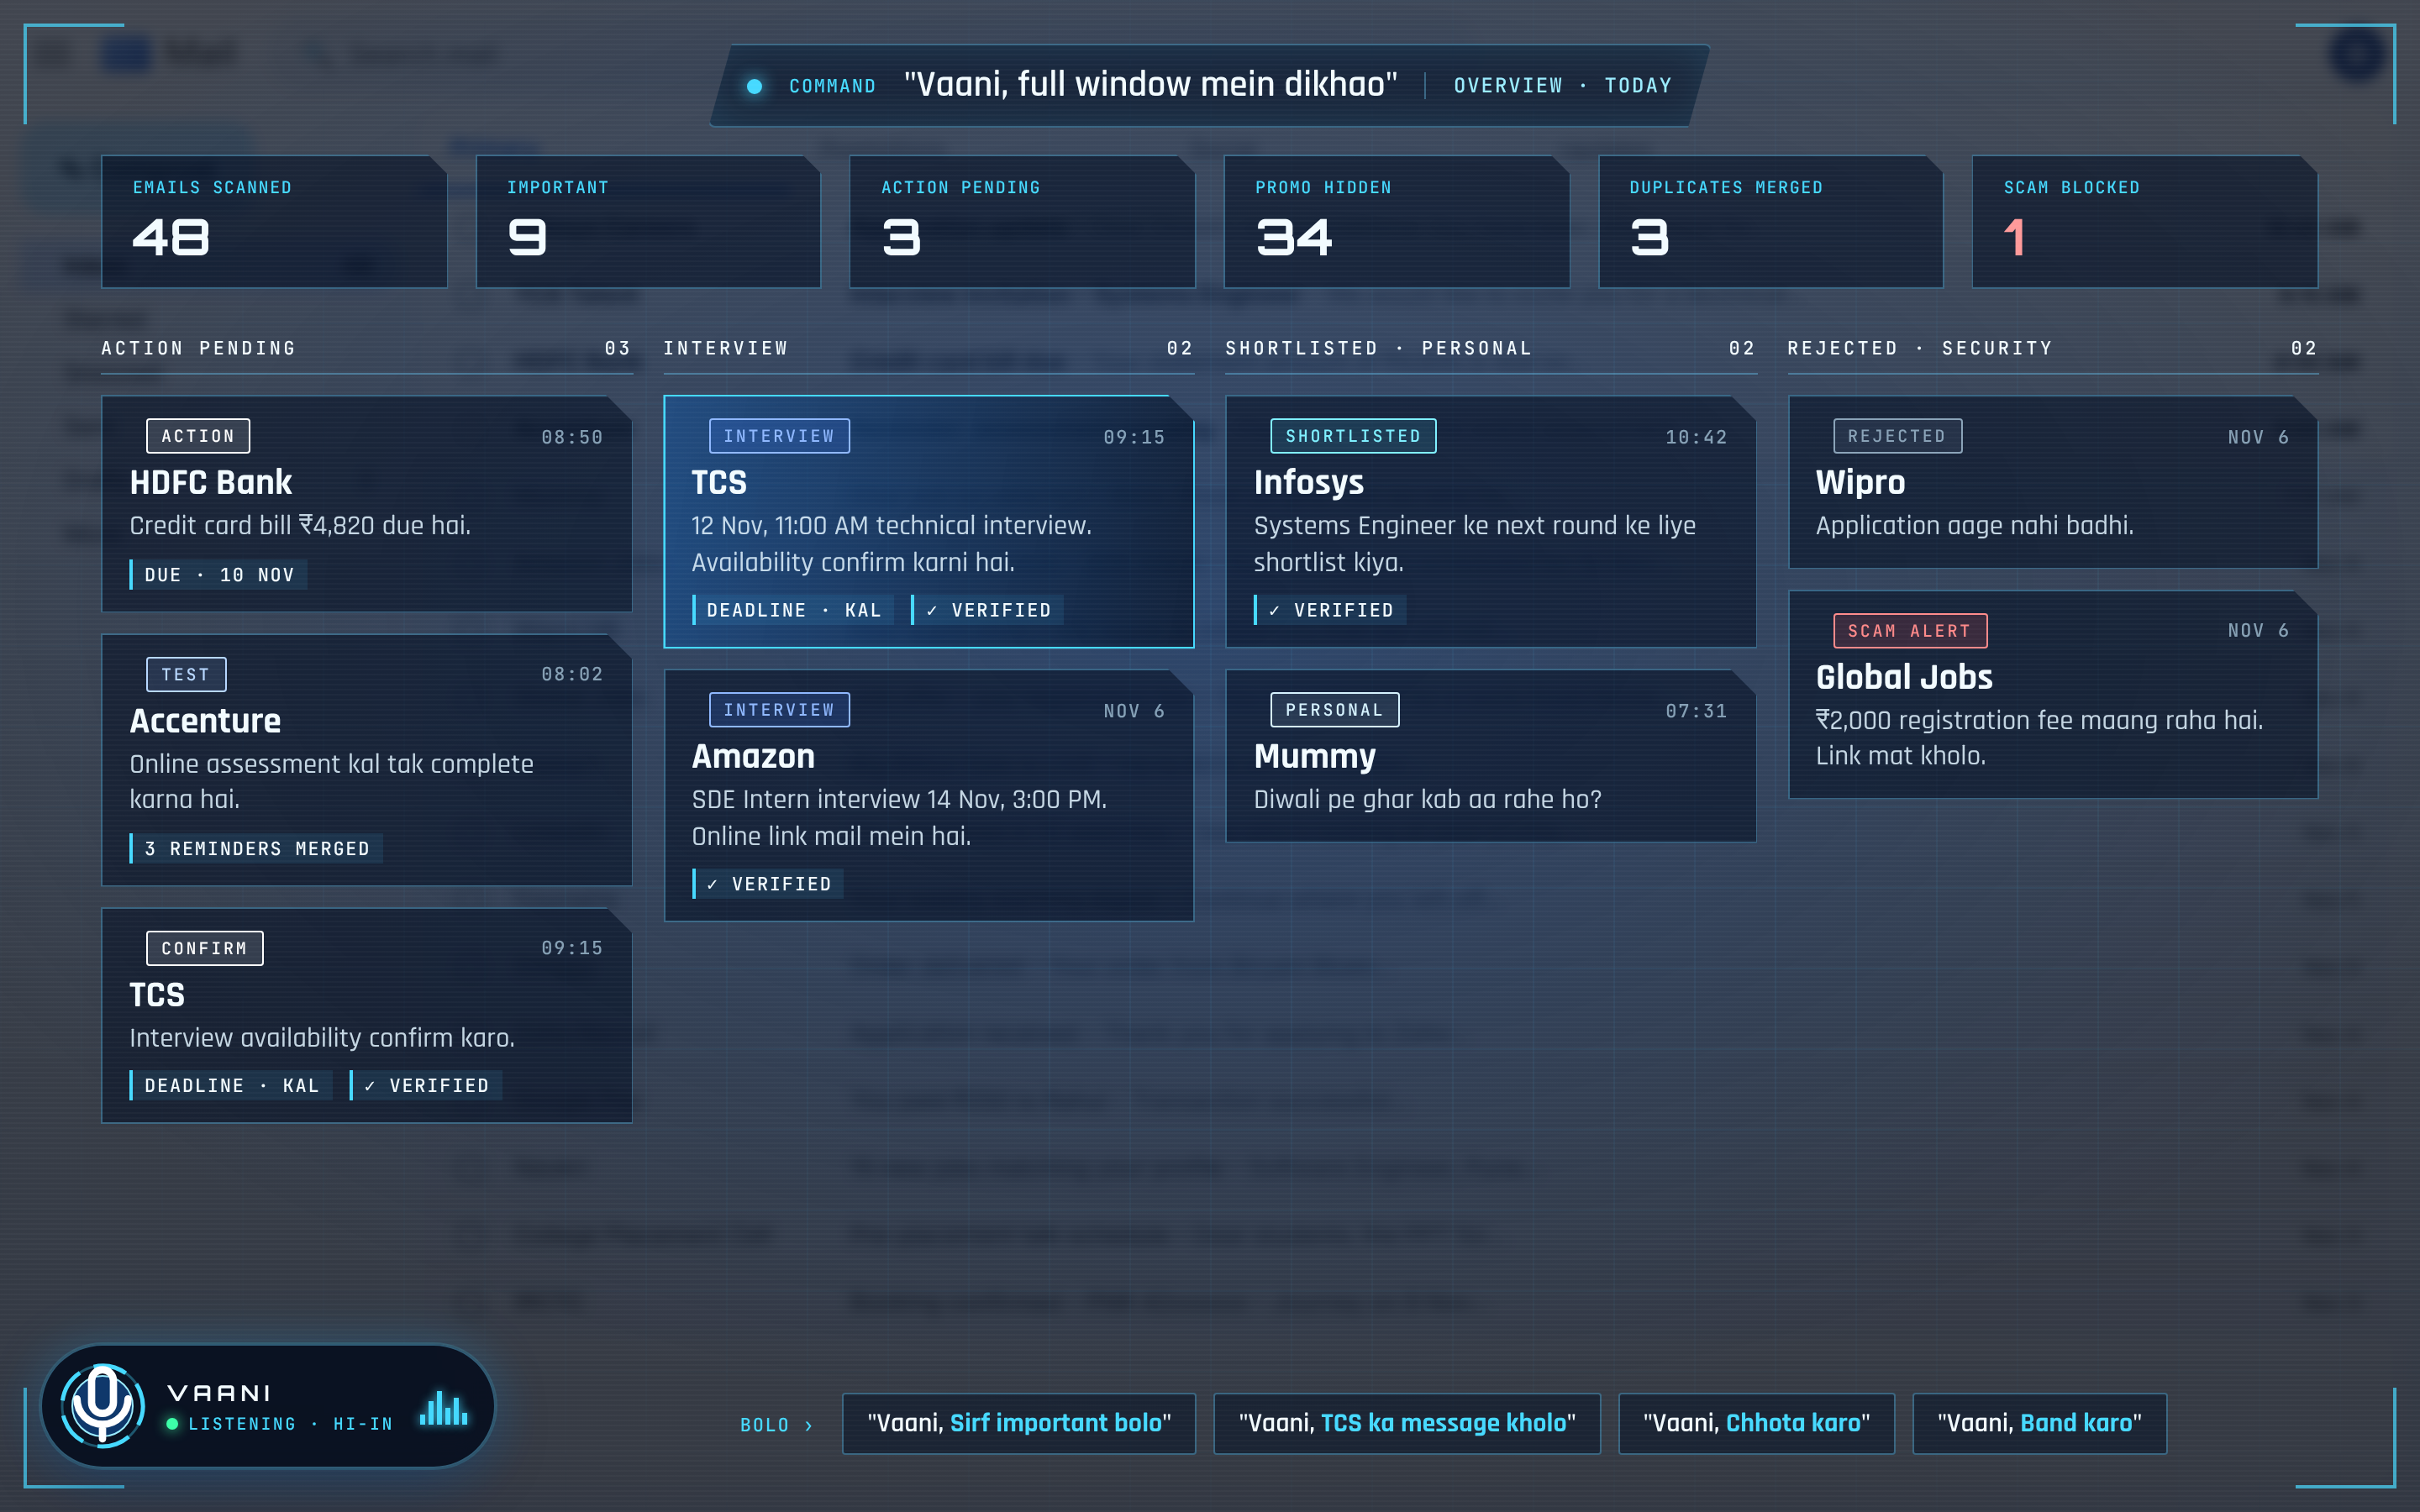 COMMAND "Vaani, full window mein dikhao" OVERVIEW · TODAY
EMAILS SCANNED
48
IMPORTANT
9
ACTION PENDING
3
PROMO HIDDEN
34
DUPLICATES MERGED
3
SCAM BLOCKED
1
ACTION PENDING 03
ACTION 08:50
HDFC Bank
Credit card bill ₹4,820 due hai.
DUE · 10 NOV
TEST 08:02
Accenture
Online assessment kal tak complete
karna hai.
3 REMINDERS MERGED
CONFIRM 09:15
TCS
Interview availability confirm karo.
DEADLINE · KAL ✓ VERIFIED
INTERVIEW 02
INTERVIEW 09:15
TCS
12 Nov, 11:00 AM technical interview.
Availability confirm karni hai.
DEADLINE · KAL ✓ VERIFIED
INTERVIEW NOV 6
Amazon
SDE Intern interview 14 Nov, 3:00 PM.
Online link mail mein hai.
✓ VERIFIED
SHORTLISTED · PERSONAL 02
SHORTLISTED 10:42
Infosys
Systems Engineer ke next round ke liye
shortlist kiya.
✓ VERIFIED
PERSONAL 07:31
Mummy
Diwali pe ghar kab aa rahe ho?
REJECTED · SECURITY 02
REJECTED NOV 6
Wipro
Application aage nahi badhi.
SCAM ALERT NOV 6
Global Jobs
₹2,000 registration fee maang raha hai.
Link mat kholo.
VAANI
LISTENING · HI-IN
BOLO › "Vaani, Sirf important bolo" "Vaani, TCS ka message kholo" "Vaani, Chhota karo" "Vaani, Band karo"